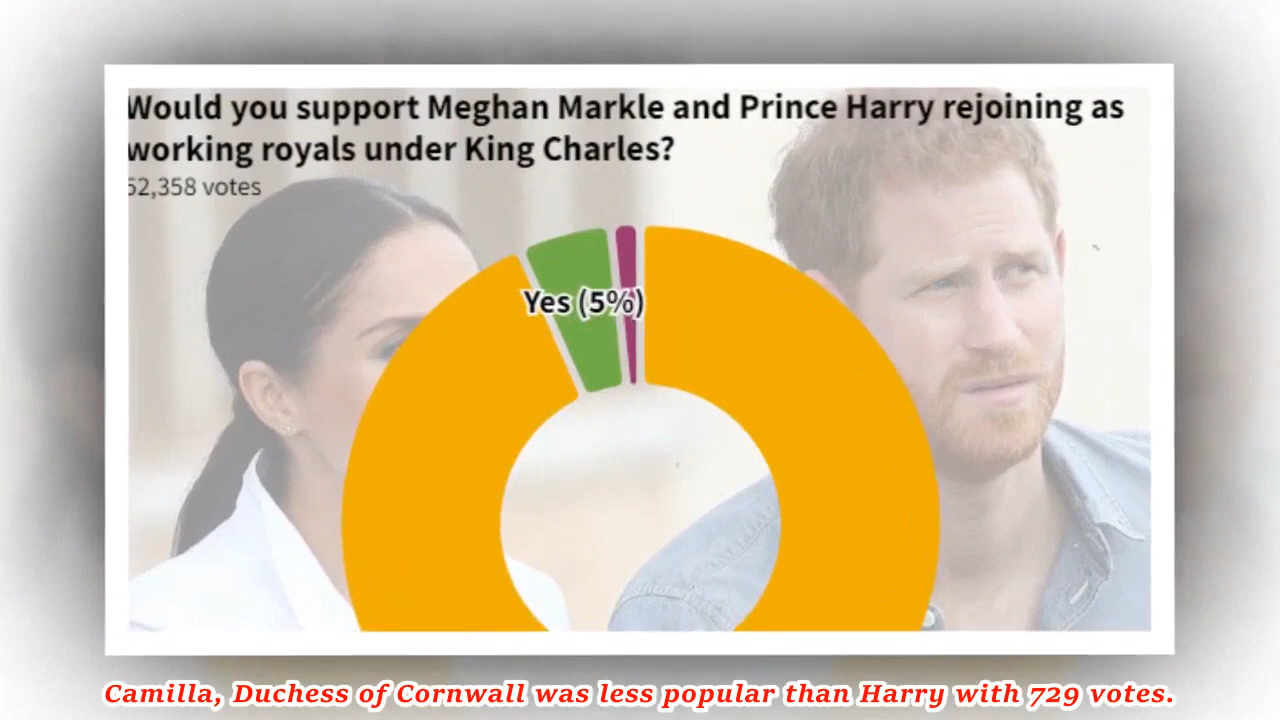 Would you support Meghan Markle and Prince Harry rejoining as
working royals under King Charles?
52,358 votes
Yes (5%)
Camilla, Duchess of Cornwall was less popular than Harry with 729 votes.